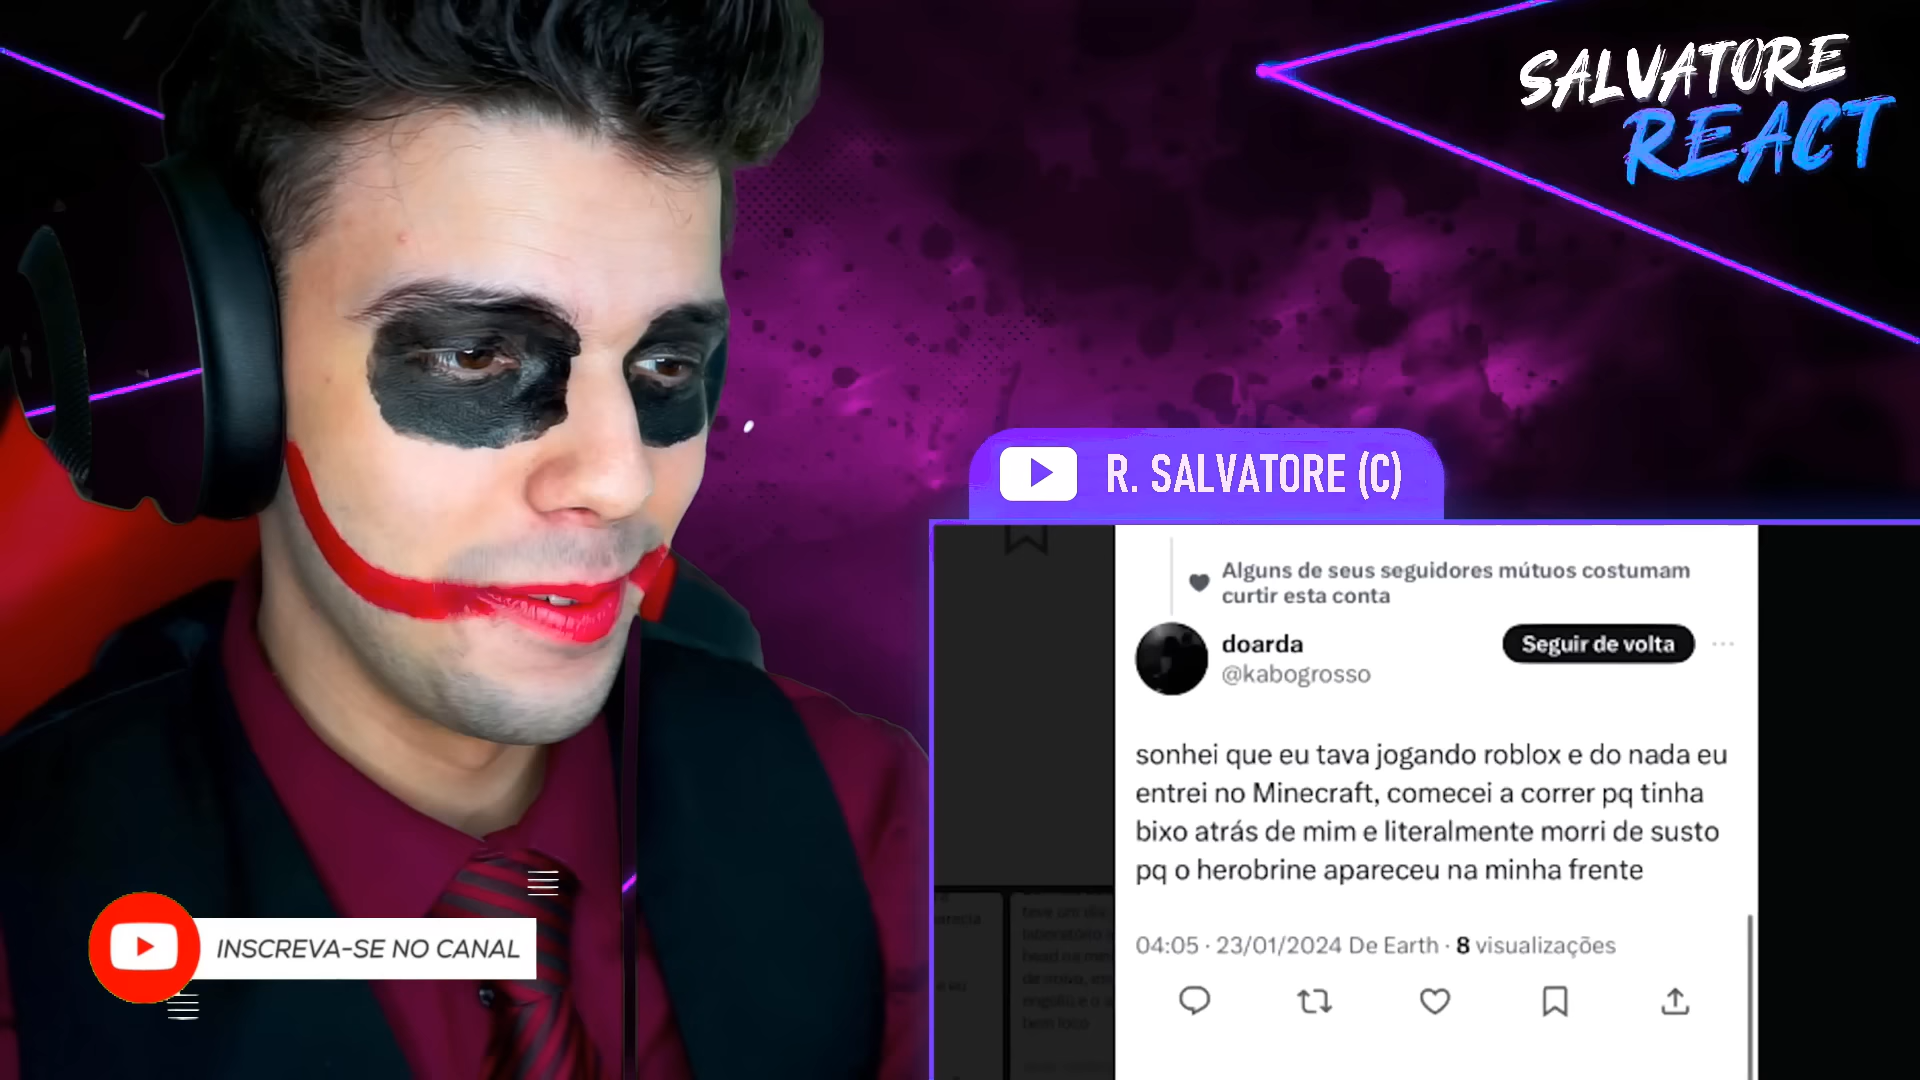 SALVATORE
REACT
R. SALVATORE (C)
Alguns de seus seguidores mútuos costumam
curtir esta conta
doarda
Seguir de volta
@kabogrosso
sonhei que eu tava jogando roblox e do nada eu
entrei no Minecraft, comecei a correr pq tinha
bixo atrás de mim e literalmente morri de susto
pq o herobrine apareceu na minha frente
04:05 · 23/01/2024 De Earth · 8 visualizações
INSCREVA-SE NO CANAL
bem loco